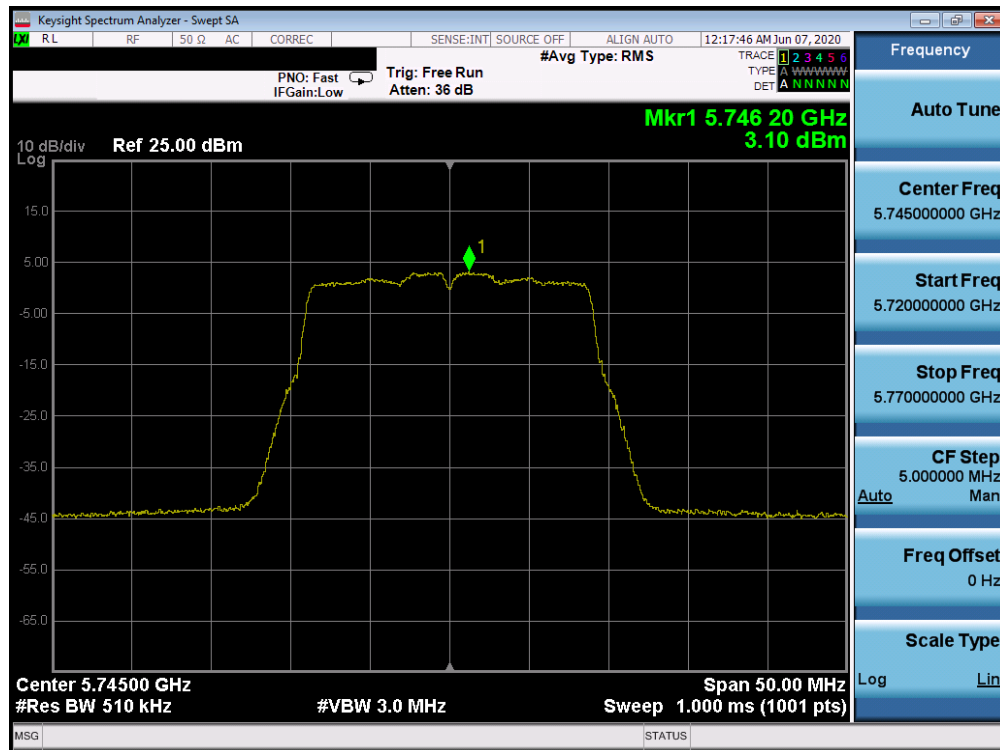 Keysight Spectrum Analyzer - Swept SA
LXI RL RF 50 Ω AC CORREC SENSE:INT SOURCE OFF ALIGN AUTO 12:17:46 AM Jun 07, 2020
#Avg Type: RMS
TRACE 1 2 3 4 5 6
PNO: Fast Trig: Free Run
TYPE A WWWWW
IFGain:Low Atten: 36 dB
DET A N N N N N
Mkr1 5.746 20 GHz
3.10 dBm
10 dB/div Ref 25.00 dBm
Log
1
15.0
5.00
-5.00
-15.0
-25.0
-35.0
-45.0
-55.0
-65.0
Center 5.74500 GHz Span 50.00 MHz
#Res BW 510 kHz #VBW 3.0 MHz Sweep 1.000 ms (1001 pts)
MSG STATUS
Frequency
Auto Tune
Center Freq
5.745000000 GHz
Start Freq
5.720000000 GHz
Stop Freq
5.770000000 GHz
CF Step
5.000000 MHz
Auto Man
Freq Offset
0 Hz
Scale Type
Log Lin